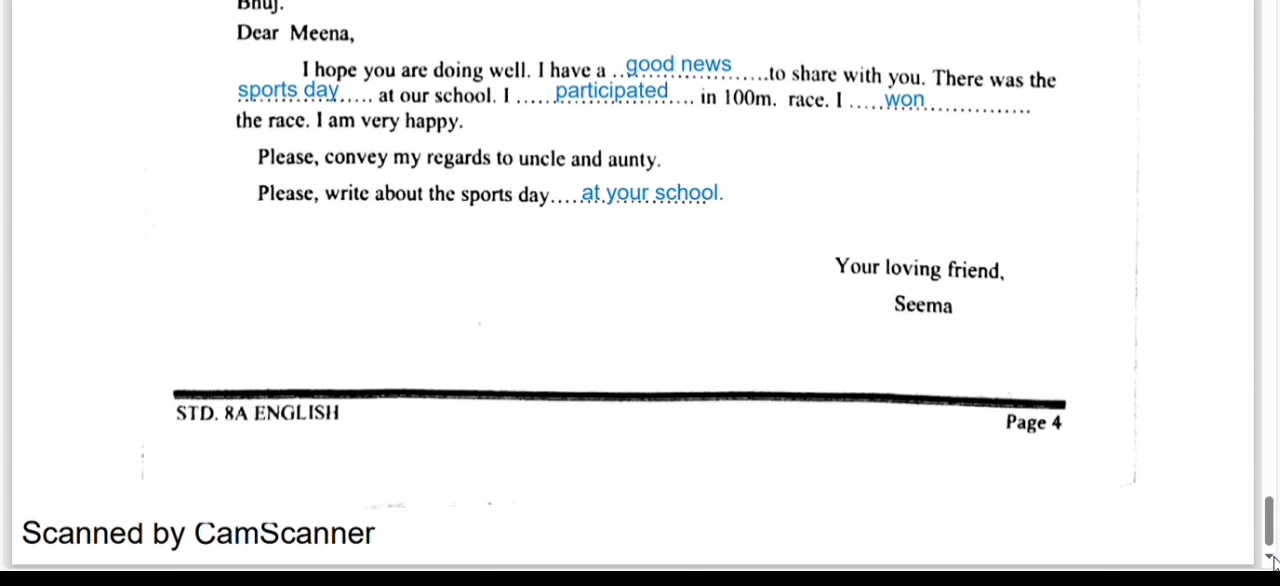 Bhuj.
Dear Meena,
I hope you are doing well. I have a ..good news.....to share with you. There was the
sports day..... at our school. I .....participated.... in 100m. race. I .....won...............
the race. I am very happy.
Please, convey my regards to uncle and aunty.
Please, write about the sports day....at your school.
Your loving friend,
Seema
STD. 8A ENGLISH
Page 4
Scanned by CamScanner